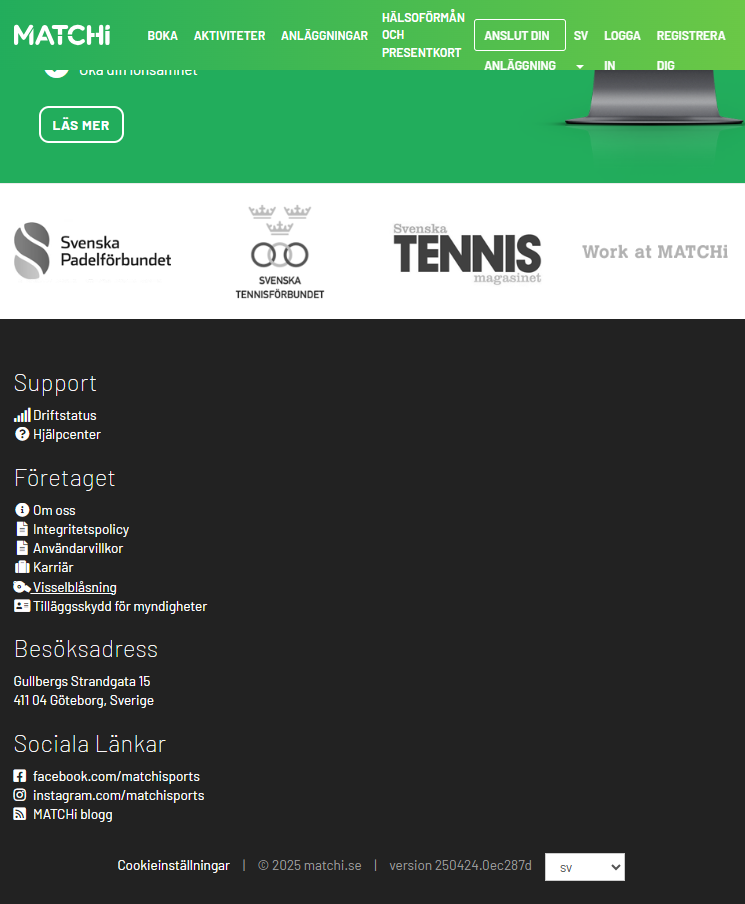 MATCHi
BOKA
AKTIVITETER
ANLÄGGNINGAR
HÄLSOFÖRMÅN
OCH
PRESENTKORT
ANSLUT DIN
ANLÄGGNING
SV
LOGGA
IN
REGISTRERA
DIG
Öka din lönsamhet
LÄS MER
Svenska
Padelförbundet
SVENSKA
TENNISFÖRBUNDET
Svenska
TENNIS
magasinet
Work at MATCHi
Support
Driftstatus
Hjälpcenter
Företaget
Om oss
Integritetspolicy
Användarvillkor
Karriär
Visselblåsning
Tilläggsskydd för myndigheter
Besöksadress
Gullbergs Strandgata 15
411 04 Göteborg, Sverige
Sociala Länkar
facebook.com/matchisports
instagram.com/matchisports
MATCHi blogg
Cookieinställningar | © 2025 matchi.se | version 250424.0ec287d sv